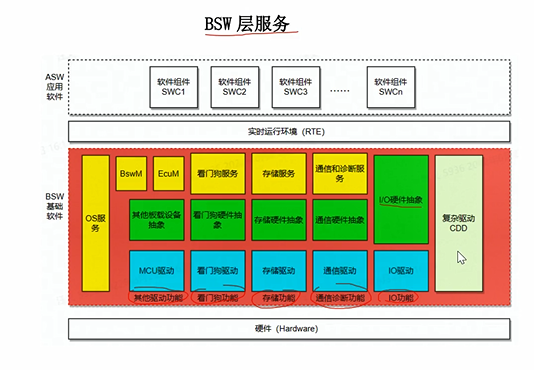 BSW 层服务
ASW
应用
软件
软件组件
SWC1
软件组件
SWC2
软件组件
SWC3
......
软件组件
SWCn
实时运行环境（RTE）
BSW
基础
软件
OS服
务
BswM
EcuM
看门狗服务
存储服务
通信和诊断服
务
I/O硬件抽象
复杂驱动
CDD
其他板载设备
抽象
看门狗硬件抽
象
存储硬件抽象
通信硬件抽象
MCU驱动
看门狗驱动
存储驱动
通信驱动
IO驱动
其他驱动功能
看门狗功能
存储功能
通信诊断功能
IO功能
硬件（Hardware）